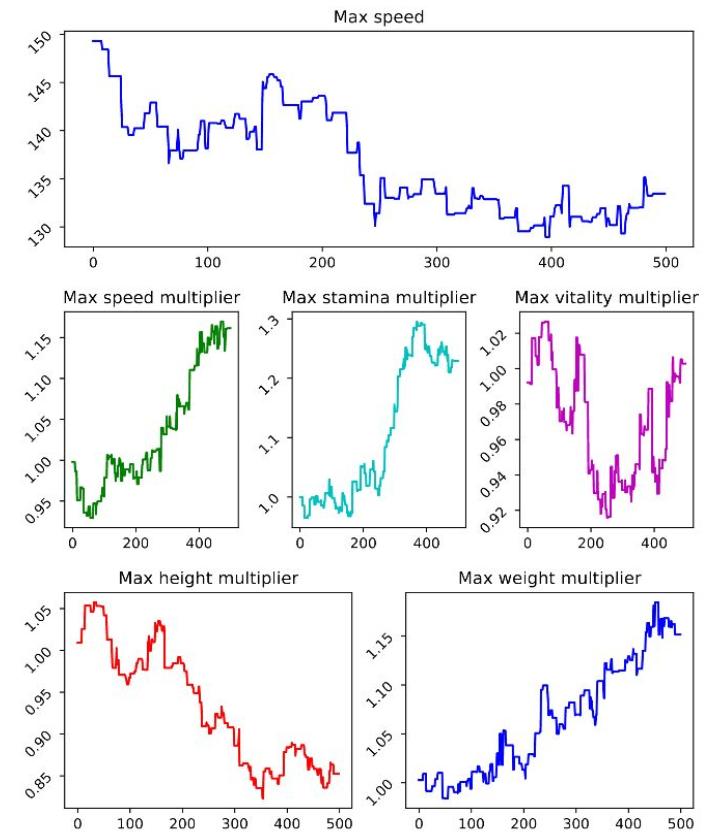 Max speed
150
145
140
135
130
0 100 200 300 400 500
Max speed multiplier
1.15
1.10
1.05
1.00
0.95
0 200 400
Max stamina multiplier
1.3
1.2
1.1
1.0
0 200 400
Max vitality multiplier
1.02
1.00
0.98
0.96
0.94
0.92
0 200 400
Max height multiplier
1.05
1.00
0.95
0.90
0.85
0 100 200 300 400 500
Max weight multiplier
1.15
1.10
1.05
1.00
0 100 200 300 400 500